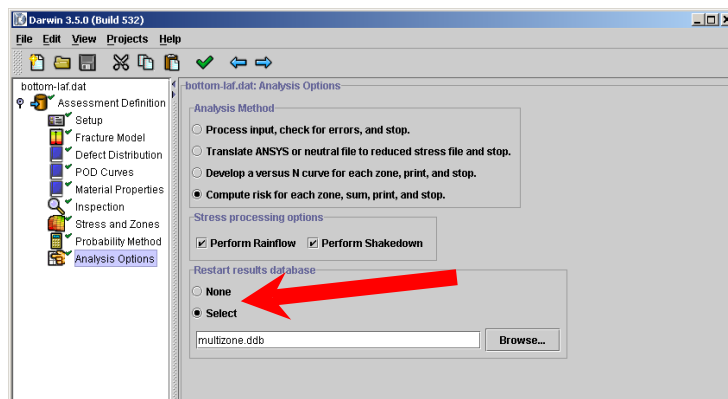 Darwin 3.5.0 (Build 532)
File Edit View Projects Help
bottom-laf.dat
Assessment Definition
Setup
Fracture Model
Defect Distribution
POD Curves
Material Properties
Inspection
Stress and Zones
Probability Method
Analysis Options
bottom-laf.dat: Analysis Options
Analysis Method
Process input, check for errors, and stop.
Translate ANSYS or neutral file to reduced stress file and stop.
Develop a versus N curve for each zone, print, and stop.
Compute risk for each zone, sum, print, and stop.
Stress processing options
Perform Rainflow Perform Shakedown
Restart results database
None
Select
multizone.ddb Browse...